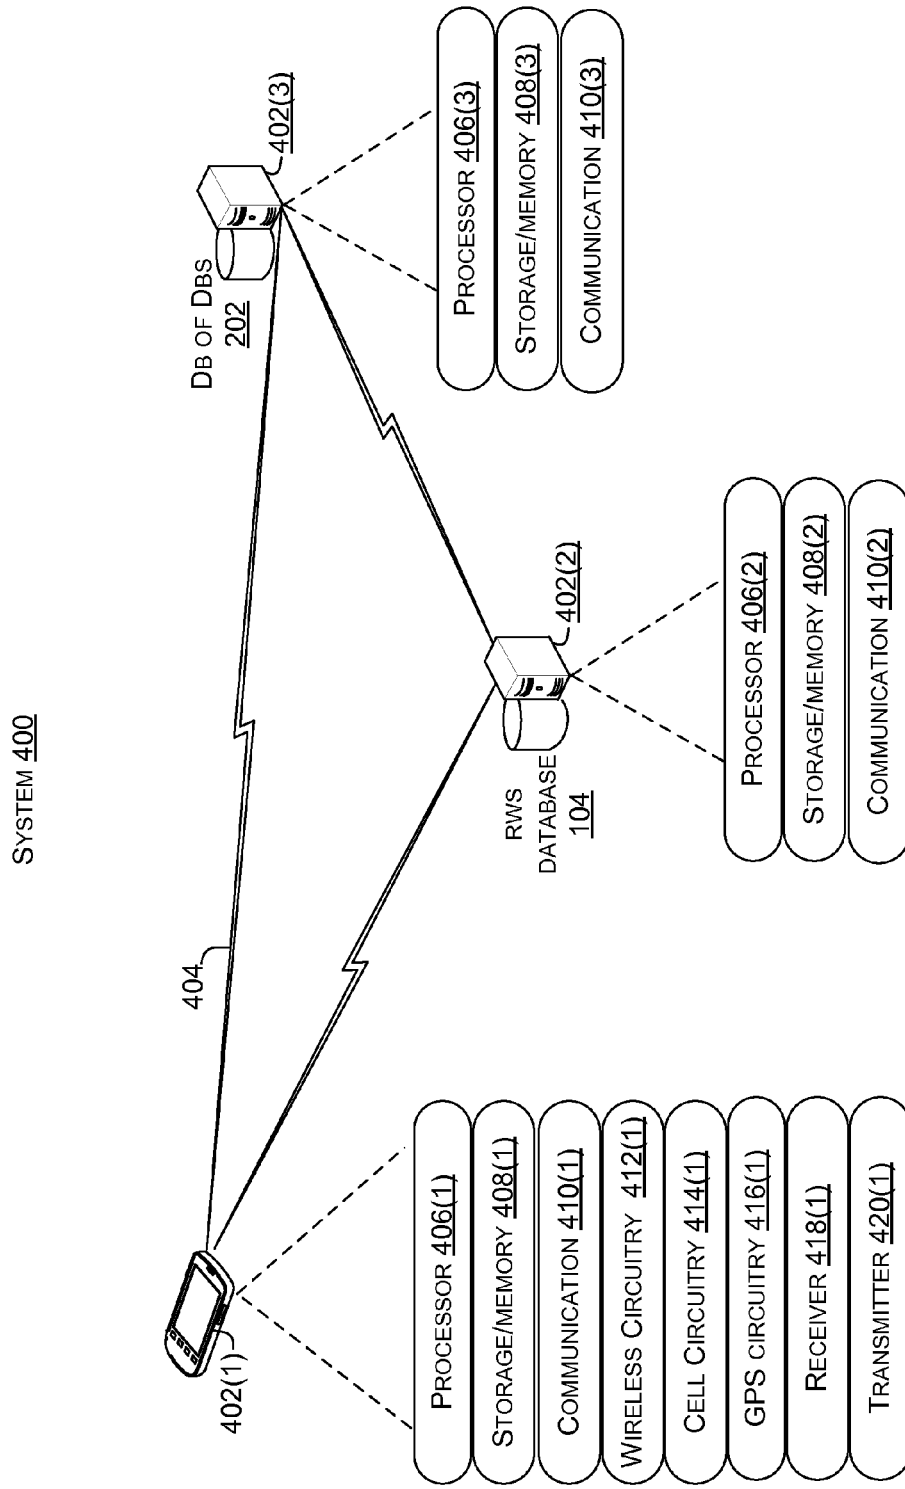 SYSTEM 400
404
402(1)
PROCESSOR 406(1)
STORAGE/MEMORY 408(1)
COMMUNICATION 410(1)
WIRELESS CIRCUITRY 412(1)
CELL CIRCUITRY 414(1)
GPS CIRCUITRY 416(1)
RECEIVER 418(1)
TRANSMITTER 420(1)
RWS
DATABASE
104
402(2)
PROCESSOR 406(2)
STORAGE/MEMORY 408(2)
COMMUNICATION 410(2)
DB OF DBS
202
402(3)
PROCESSOR 406(3)
STORAGE/MEMORY 408(3)
COMMUNICATION 410(3)